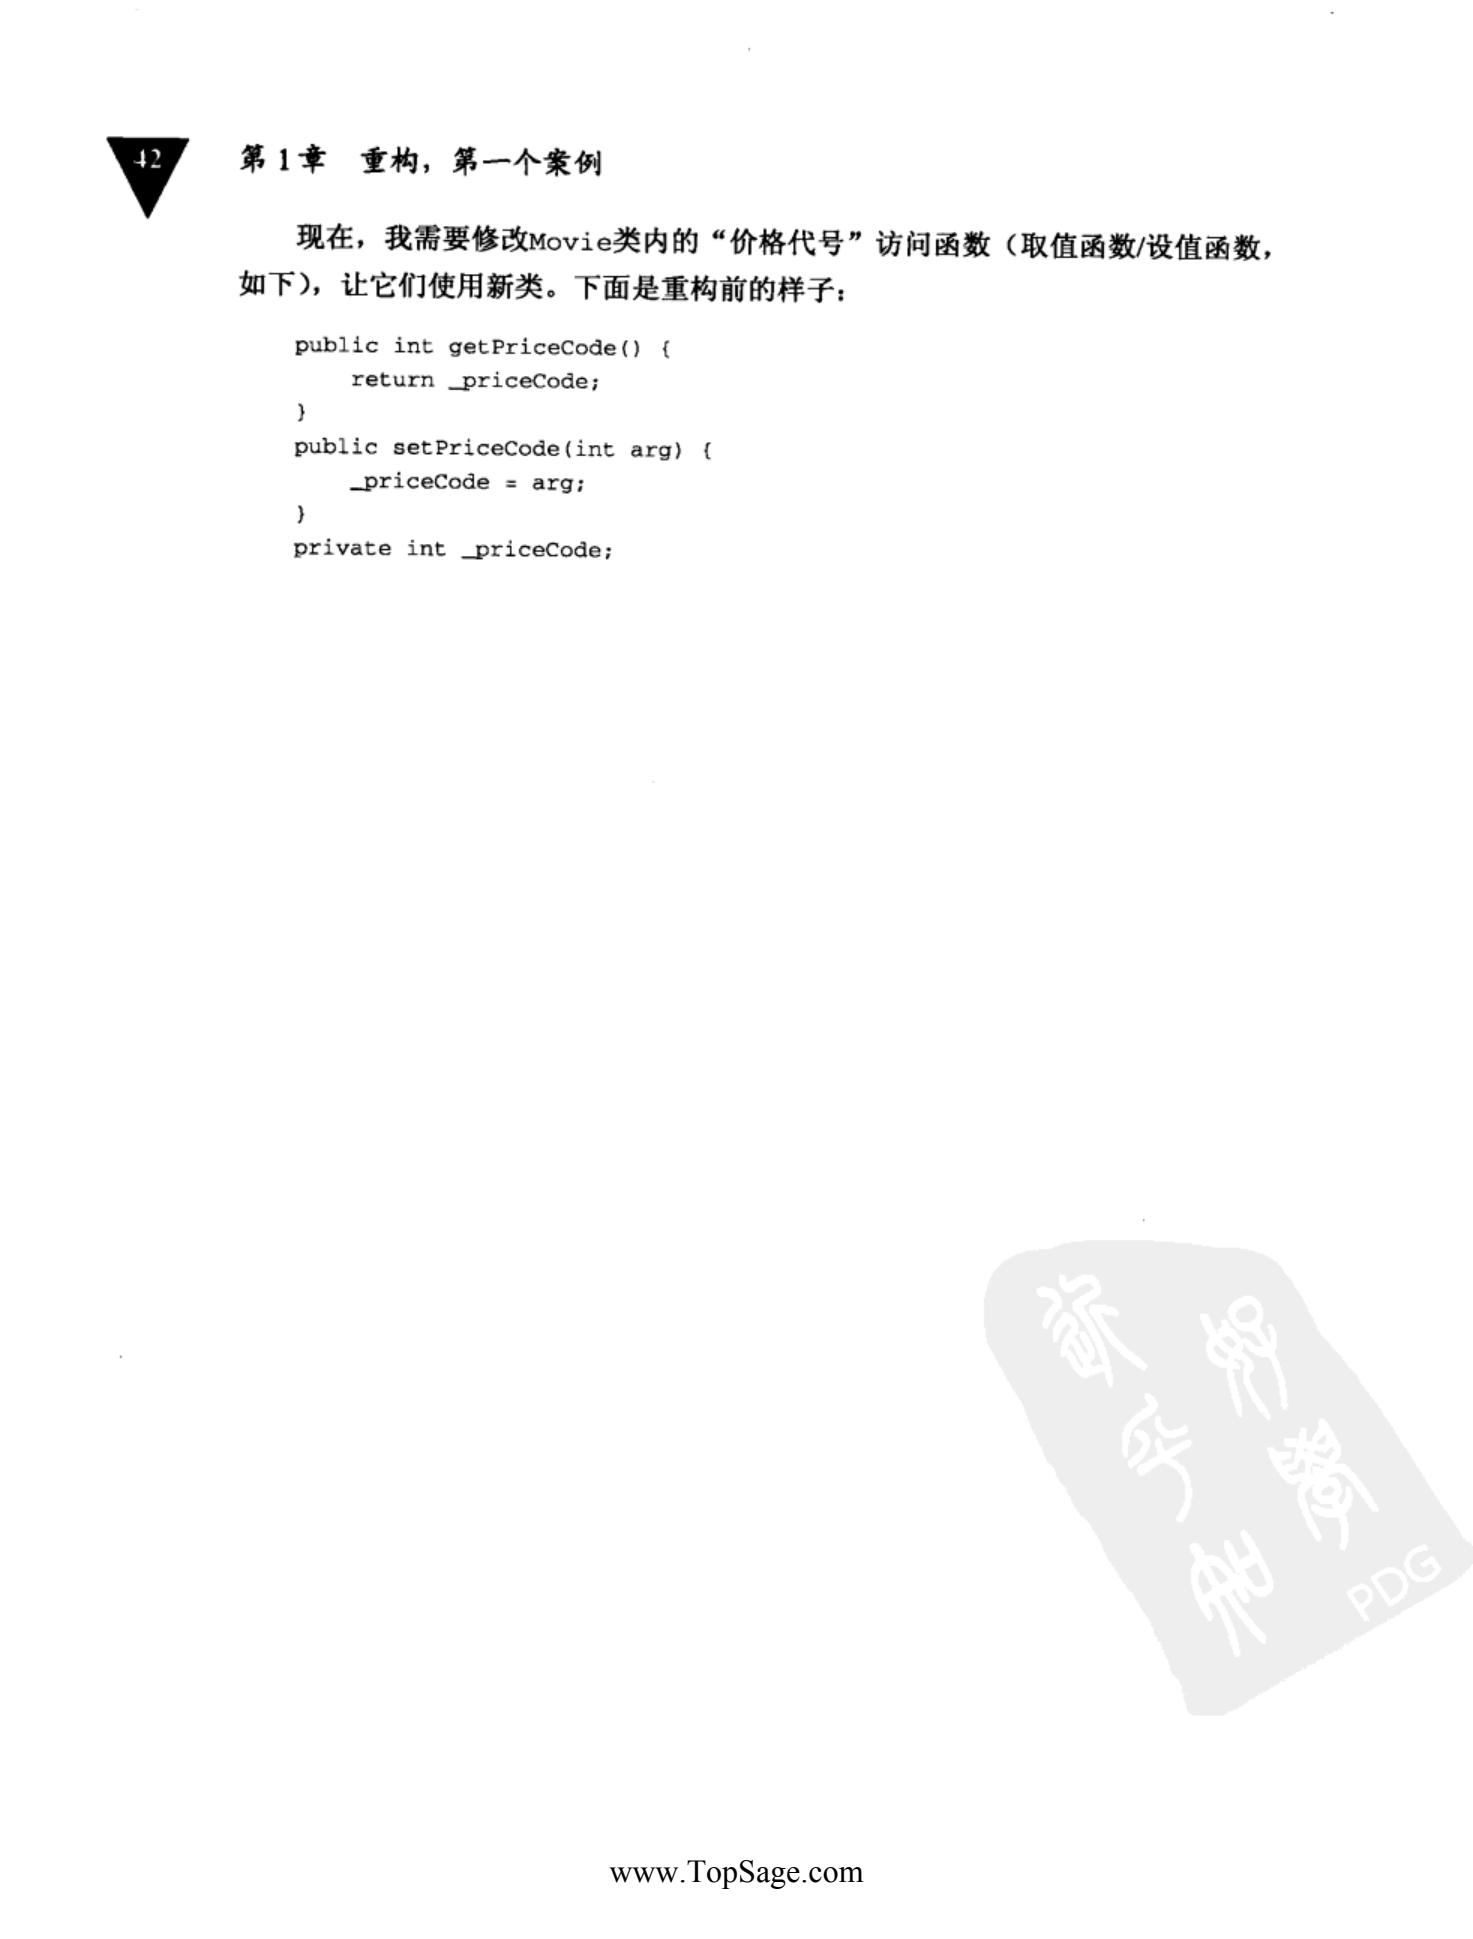 42
第 1 章 重构，第一个案例
现在，我需要修改Movie类内的“价格代号”访问函数（取值函数/设值函数，
如下），让它们使用新类。下面是重构前的样子：
public int getPriceCode() {
    return _priceCode;
}
public setPriceCode(int arg) {
    _priceCode = arg;
}
private int _priceCode;
PDG
www.TopSage.com